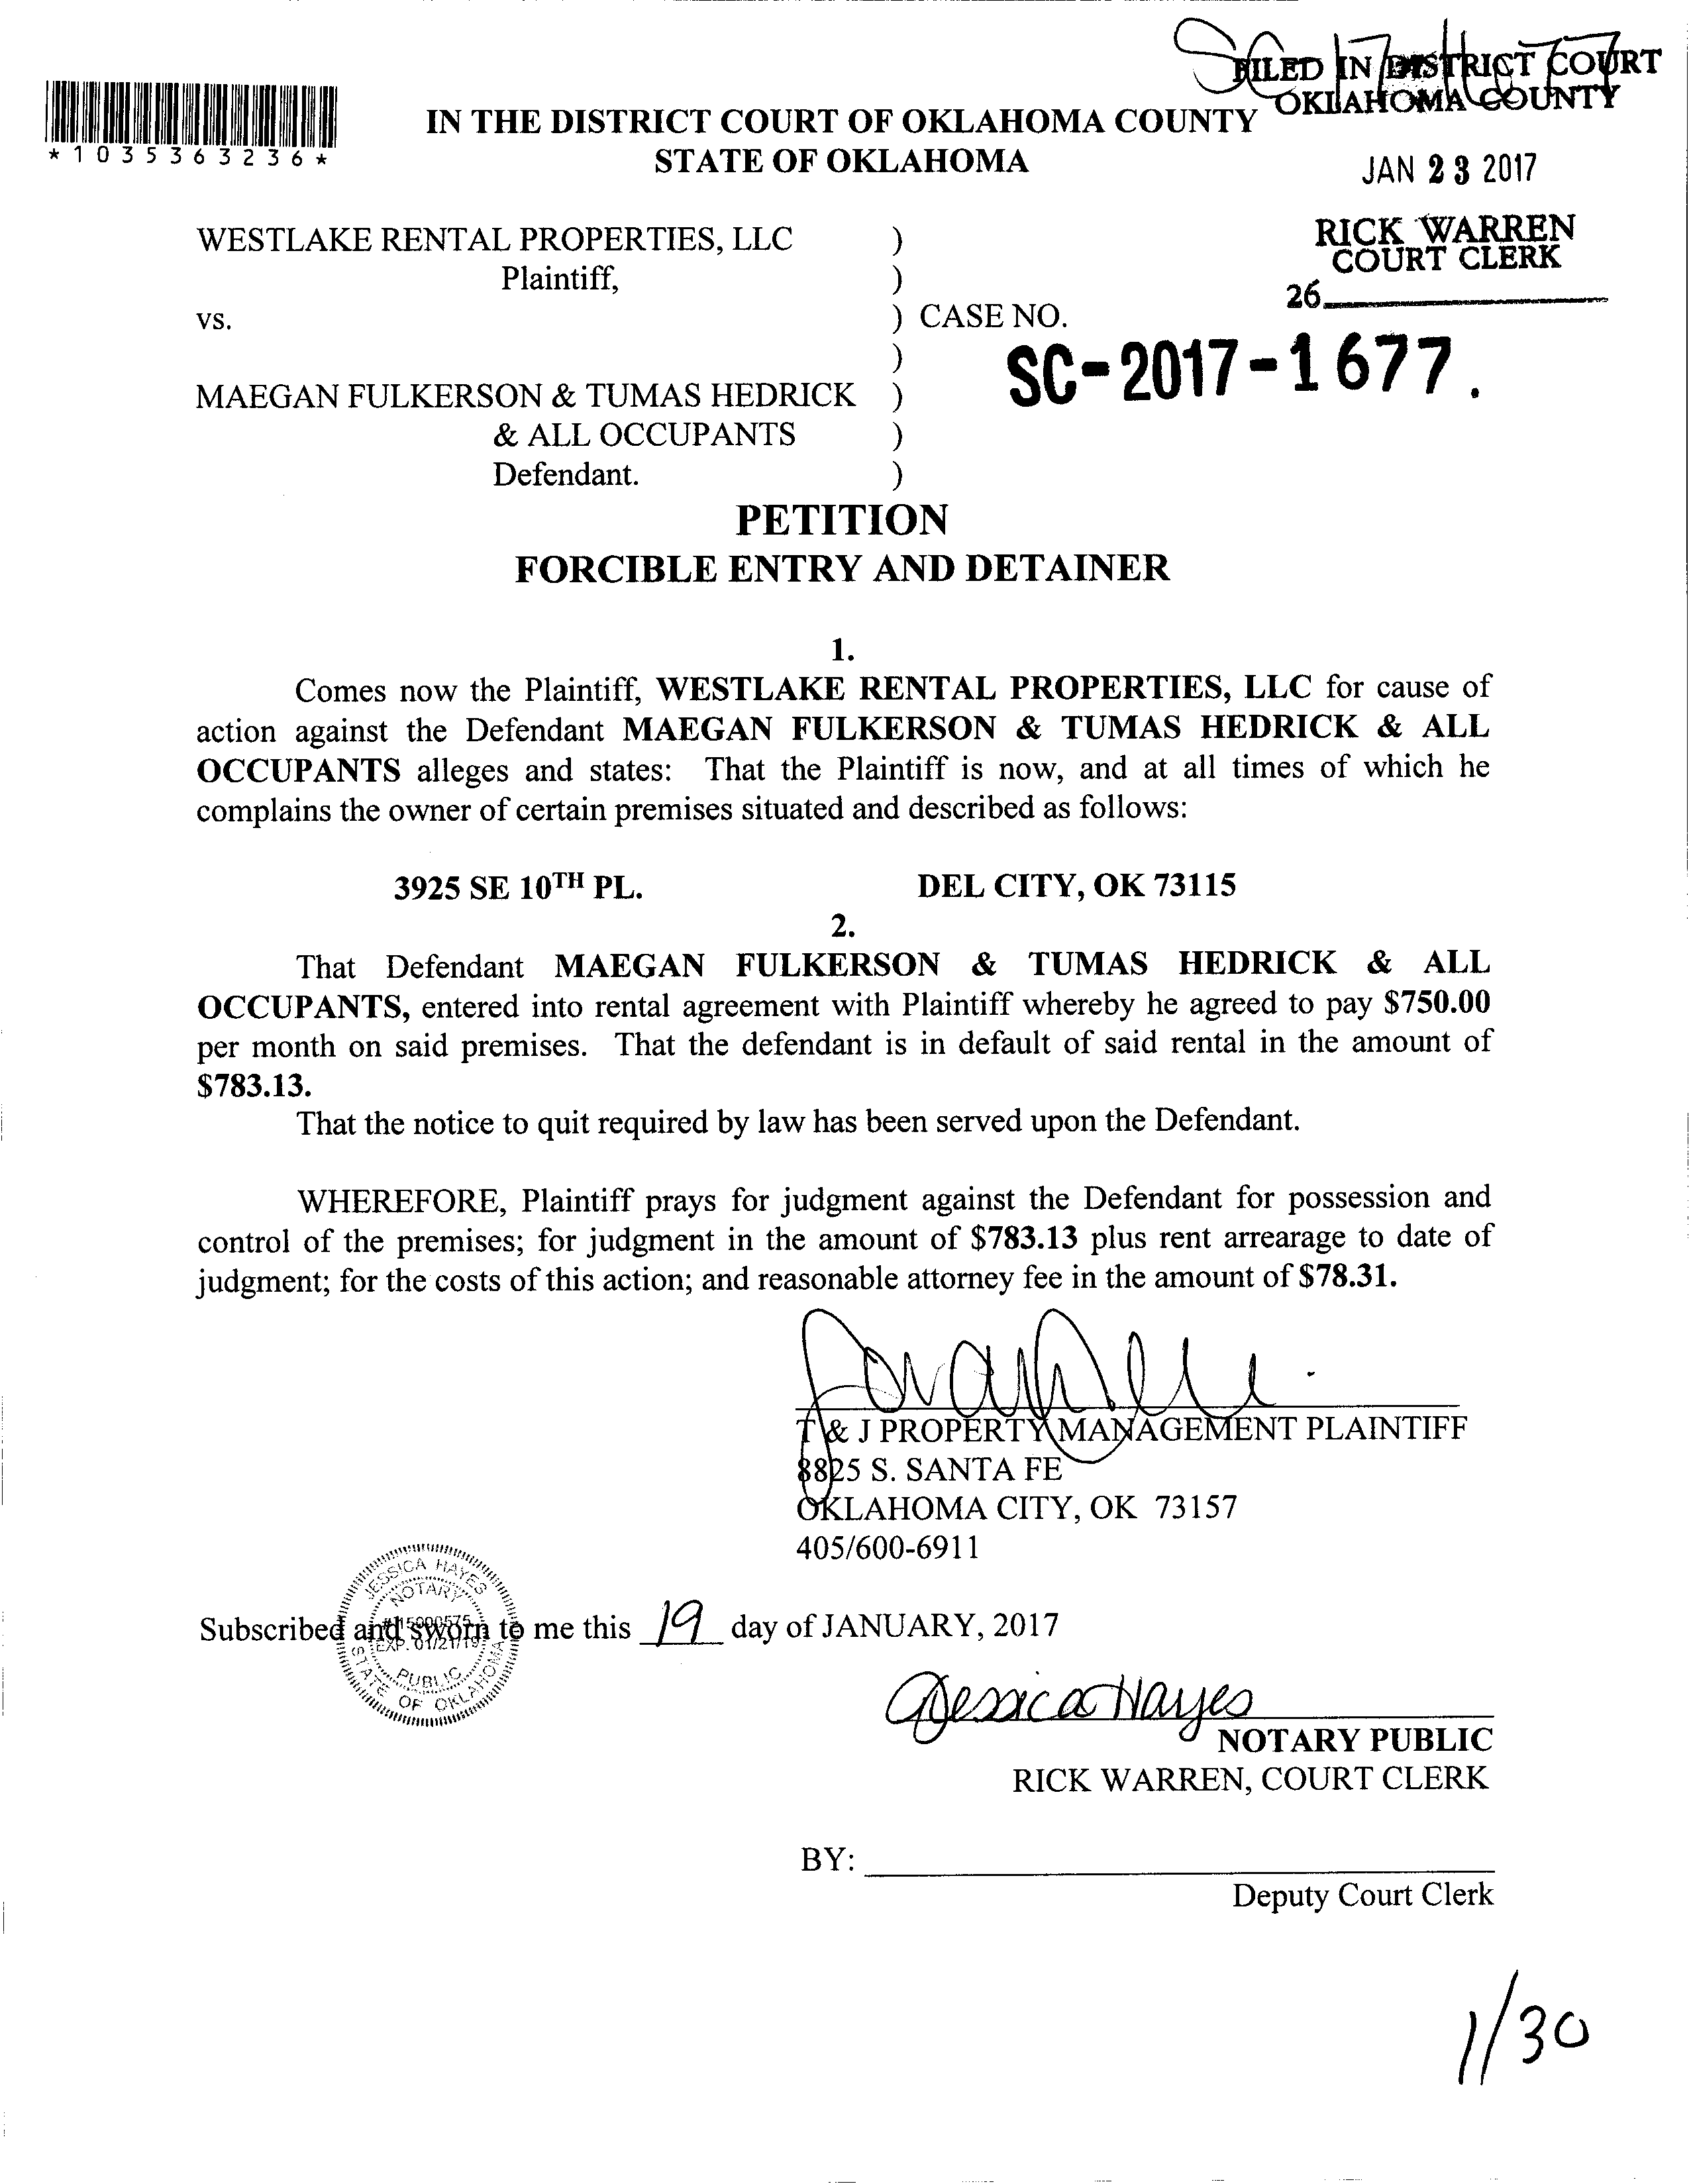 SC 17 1677
FILED IN DISTRICT COURT
OKLAHOMA COUNTY
*1035363236*
IN THE DISTRICT COURT OF OKLAHOMA COUNTY
STATE OF OKLAHOMA
JAN 23 2017
RICK WARREN
COURT CLERK
26
WESTLAKE RENTAL PROPERTIES, LLC )
Plaintiff, )
vs. ) CASE NO.
)
SC-2017-1677.
MAEGAN FULKERSON & TUMAS HEDRICK )
& ALL OCCUPANTS )
Defendant. )
PETITION
FORCIBLE ENTRY AND DETAINER
1.
Comes now the Plaintiff, WESTLAKE RENTAL PROPERTIES, LLC for cause of
action against the Defendant MAEGAN FULKERSON & TUMAS HEDRICK & ALL
OCCUPANTS alleges and states: That the Plaintiff is now, and at all times of which he
complains the owner of certain premises situated and described as follows:
3925 SE 10TH PL. DEL CITY, OK 73115
2.
That Defendant MAEGAN FULKERSON & TUMAS HEDRICK & ALL
OCCUPANTS, entered into rental agreement with Plaintiff whereby he agreed to pay $750.00
per month on said premises. That the defendant is in default of said rental in the amount of
$783.13.
That the notice to quit required by law has been served upon the Defendant.
WHEREFORE, Plaintiff prays for judgment against the Defendant for possession and
control of the premises; for judgment in the amount of $783.13 plus rent arrearage to date of
judgment; for the costs of this action; and reasonable attorney fee in the amount of $78.31.
T & J PROPERTY MANAGEMENT PLAINTIFF
8825 S. SANTA FE
OKLAHOMA CITY, OK 73157
405/600-6911
JESSICA HAYES
NOTARY
#15000575
EXP. 01/21/19
PUBLIC
STATE OF OKLAHOMA
Subscribed and sworn to me this 19 day of JANUARY, 2017
Jessica Hayes
NOTARY PUBLIC
RICK WARREN, COURT CLERK
BY:
Deputy Court Clerk
1/30